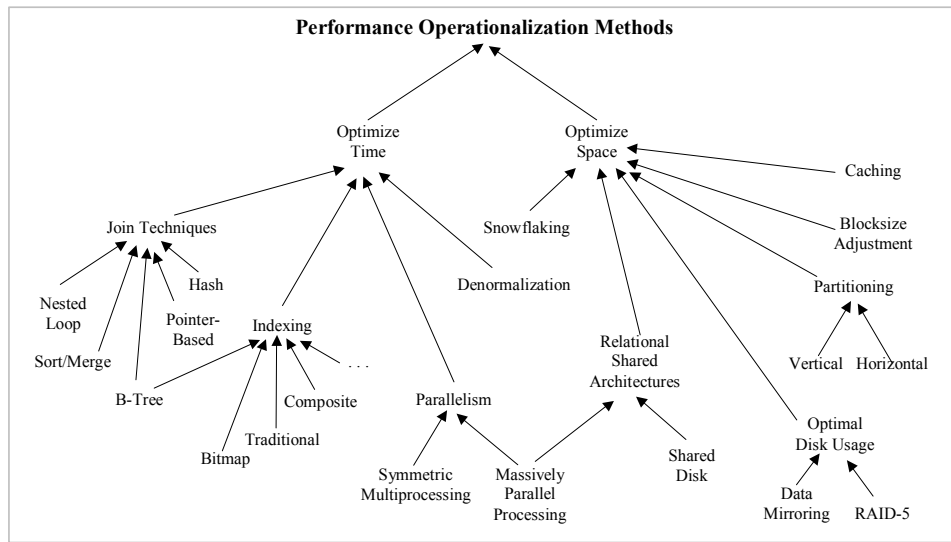 Performance Operationalization Methods
Optimize
Time
Optimize
Space
Caching
Join Techniques
Snowflaking
Blocksize
Adjustment
Hash
Denormalization
Partitioning
Nested
Loop
Pointer-
Based
Indexing
Sort/Merge
. . .
Relational
Shared
Architectures
Vertical
Horizontal
B-Tree
Composite
Parallelism
Traditional
Bitmap
Optimal
Disk Usage
Symmetric
Multiprocessing
Massively
Parallel
Processing
Shared
Disk
Data
Mirroring
RAID-5